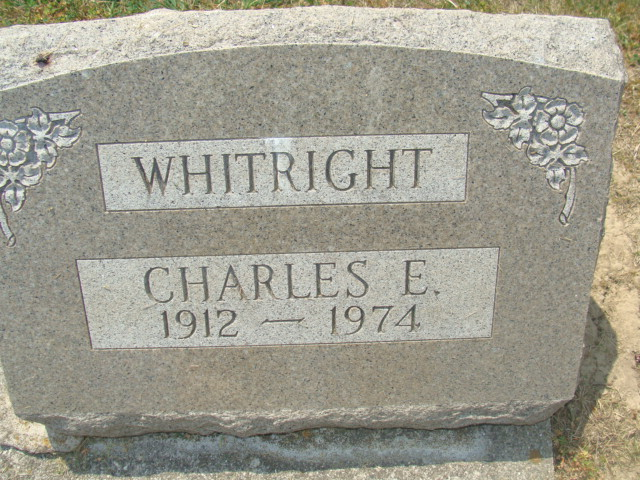 WHITRIGHT
CHARLES E.
1912 — 1974